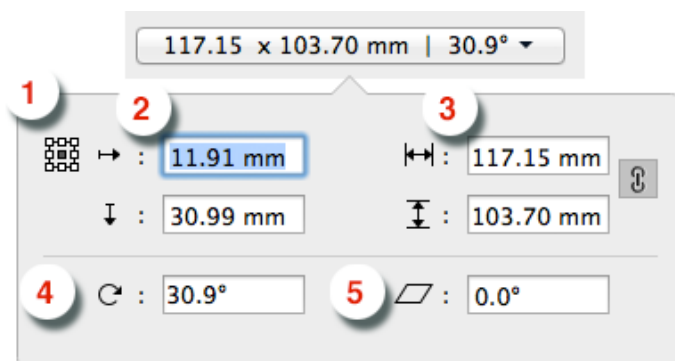 117.15 x 103.70 mm | 30.9°
1 2 3
: 11.91 mm : 117.15 mm
: 30.99 mm : 103.70 mm
4 : 30.9° 5 : 0.0°